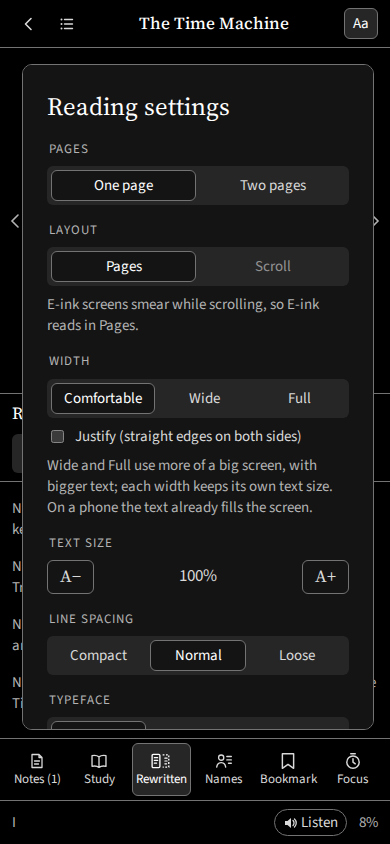 The Time Machine
Aa
Reading settings
PAGES
One page
Two pages
LAYOUT
Pages
Scroll
E-ink screens smear while scrolling, so E-ink
reads in Pages.
WIDTH
Comfortable
Wide
Full
Justify (straight edges on both sides)
Wide and Full use more of a big screen, with
bigger text; each width keeps its own text size.
On a phone the text already fills the screen.
TEXT SIZE
A−
100%
A+
LINE SPACING
Compact
Normal
Loose
TYPEFACE
Notes (1)
Study
Rewritten
Names
Bookmark
Focus
I
Listen
8%